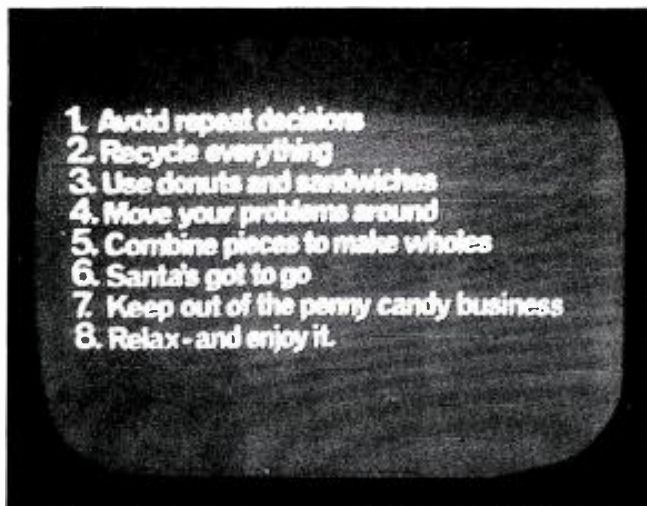 1. Avoid repeat decisions
2. Recycle everything
3. Use donuts and sandwiches
4. Move your problems around
5. Combine pieces to make wholes
6. Santa's got to go
7. Keep out of the penny candy business
8. Relax - and enjoy it.